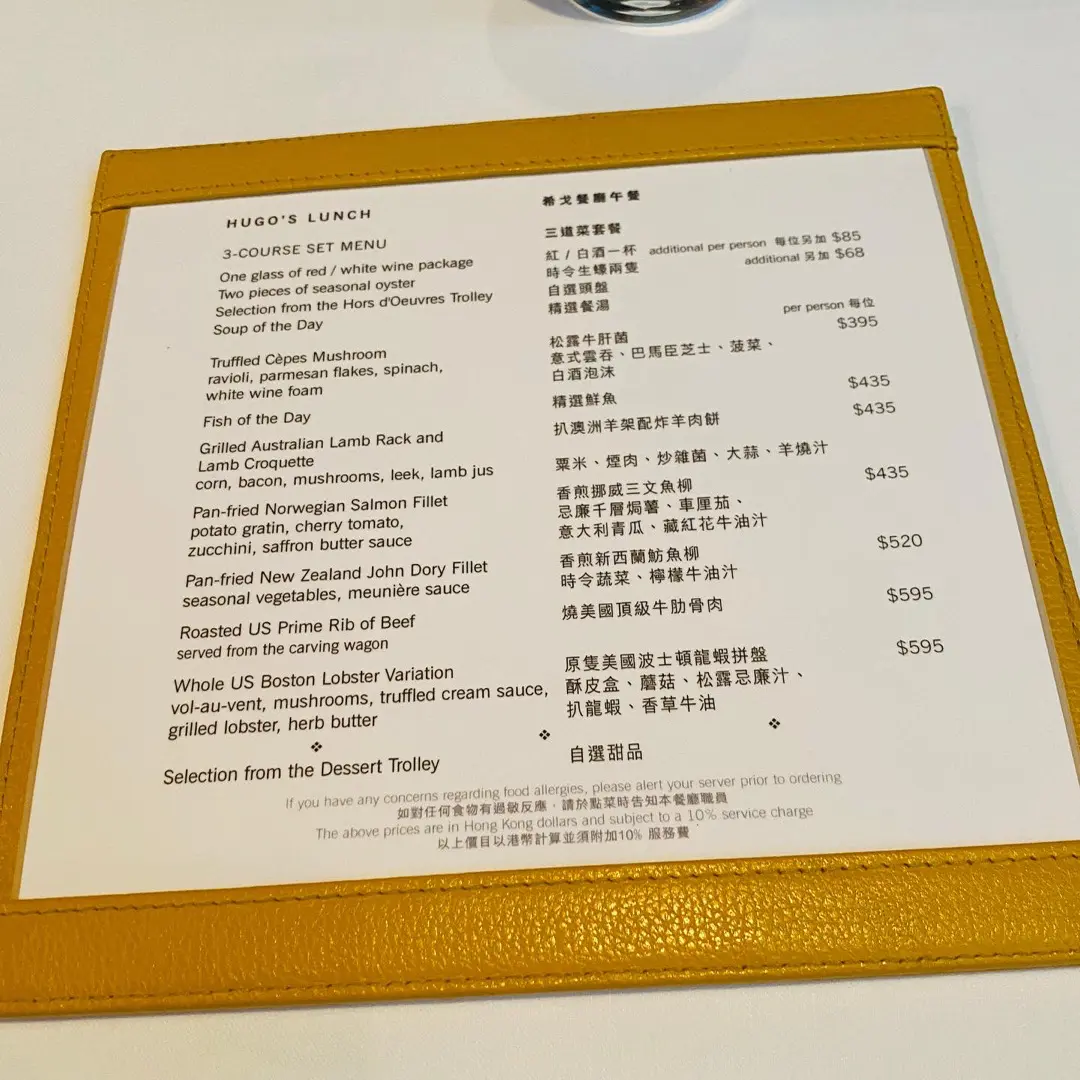 HUGO'S LUNCH
3-COURSE SET MENU
One glass of red / white wine package
Two pieces of seasonal oyster
Selection from the Hors d'Oeuvres Trolley
Soup of the Day
Truffled Cèpes Mushroom
ravioli, parmesan flakes, spinach,
white wine foam
Fish of the Day
Grilled Australian Lamb Rack and
Lamb Croquette
corn, bacon, mushrooms, leek, lamb jus
Pan-fried Norwegian Salmon Fillet
potato gratin, cherry tomato,
zucchini, saffron butter sauce
Pan-fried New Zealand John Dory Fillet
seasonal vegetables, meunière sauce
Roasted US Prime Rib of Beef
served from the carving wagon
Whole US Boston Lobster Variation
vol-au-vent, mushrooms, truffled cream sauce,
grilled lobster, herb butter
❖
Selection from the Dessert Trolley
希戈餐廳午餐
三道菜套餐
紅 / 白酒一杯 additional per person 每位另加 $85
時令生蠔兩隻 additional 另加 $68
自選頭盤
精選餐湯
per person 每位
松露牛肝菌 $395
意式雲吞、巴馬臣芝士、菠菜、
白酒泡沫
精選鮮魚 $435
扒澳洲羊架配炸羊肉餅 $435
粟米、煙肉、炒雜菌、大蒜、羊燒汁
香煎挪威三文魚柳 $435
忌廉千層焗薯、車厘茄、
意大利青瓜、藏紅花牛油汁
香煎新西蘭魴魚柳 $520
時令蔬菜、檸檬牛油汁
燒美國頂級牛肋骨肉 $595
原隻美國波士頓龍蝦拼盤 $595
酥皮盒、蘑菇、松露忌廉汁、
扒龍蝦、香草牛油
❖ ❖
自選甜品
If you have any concerns regarding food allergies, please alert your server prior to ordering
如對任何食物有過敏反應，請於點菜時告知本餐廳職員
The above prices are in Hong Kong dollars and subject to a 10% service charge
以上價目以港幣計算並須附加10% 服務費